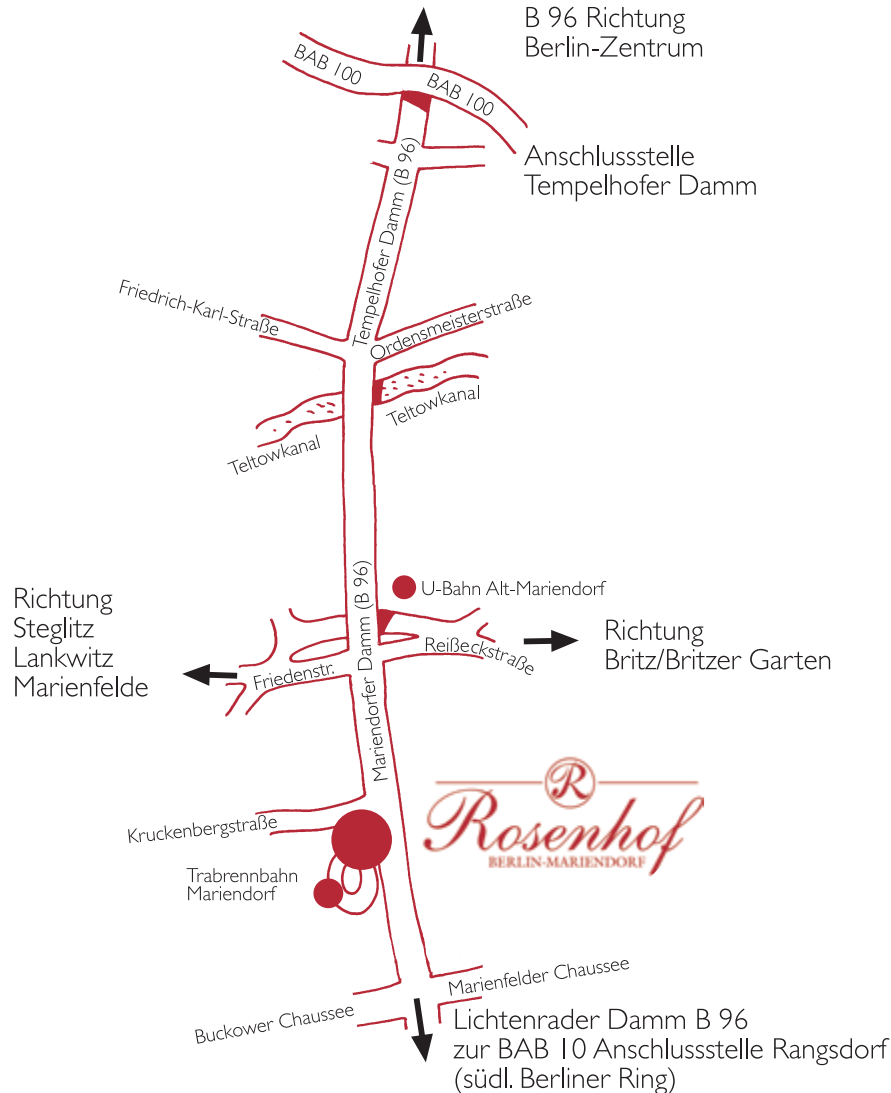 B 96 Richtung
Berlin-Zentrum
BAB 100
BAB 100
Anschlussstelle
Tempelhofer Damm
Tempelhofer Damm (B 96)
Friedrich-Karl-Straße
Ordensmeisterstraße
Teltowkanal
Teltowkanal
U-Bahn Alt-Mariendorf
Richtung
Steglitz
Lankwitz
Marienfelde
Friedenstr.
Mariendorfer Damm (B 96)
Reißeckstraße
Richtung
Britz/Britzer Garten
R
Rosenhof
BERLIN-MARIENDORF
Kruckenbergstraße
Trabrennbahn
Mariendorf
Marienfelder Chaussee
Buckower Chaussee
Lichtenrader Damm B 96
zur BAB 10 Anschlussstelle Rangsdorf
(südl. Berliner Ring)